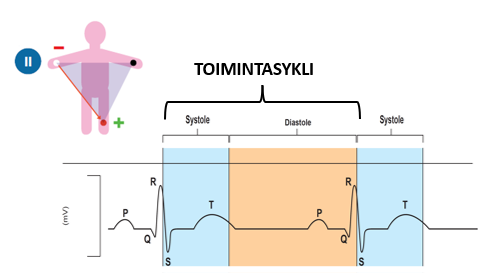 II
TOIMINTASYKLI
Systole
Diastole
Systole
(mV)
P
Q
R
S
T
P
Q
R
S
T